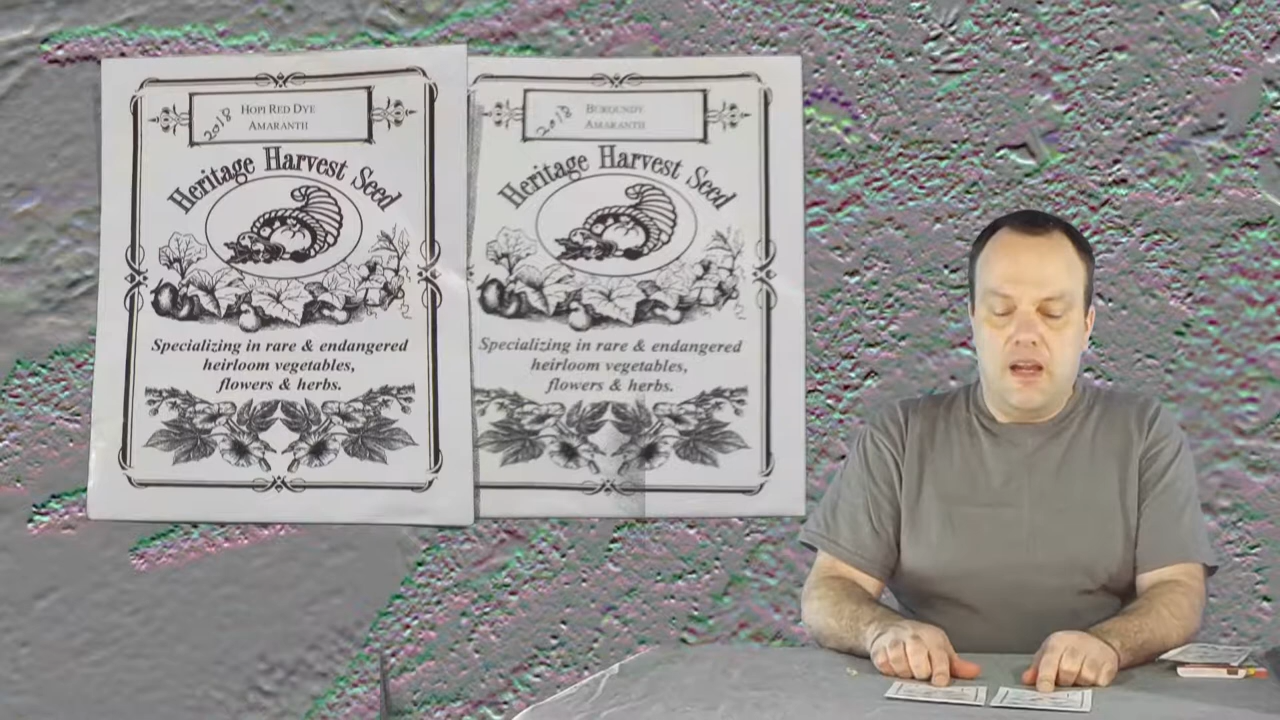 2018
HOPI RED DYE
AMARANTH
Heritage Harvest Seed
Specializing in rare & endangered
heirloom vegetables,
flowers & herbs.
2018
BURGUNDY
AMARANTH
Heritage Harvest Seed
Specializing in rare & endangered
heirloom vegetables,
flowers & herbs.